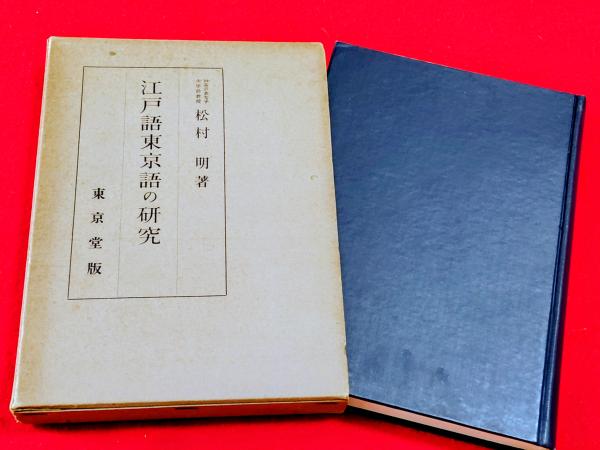 松村 明著
江戸語東京語の研究
東京堂版